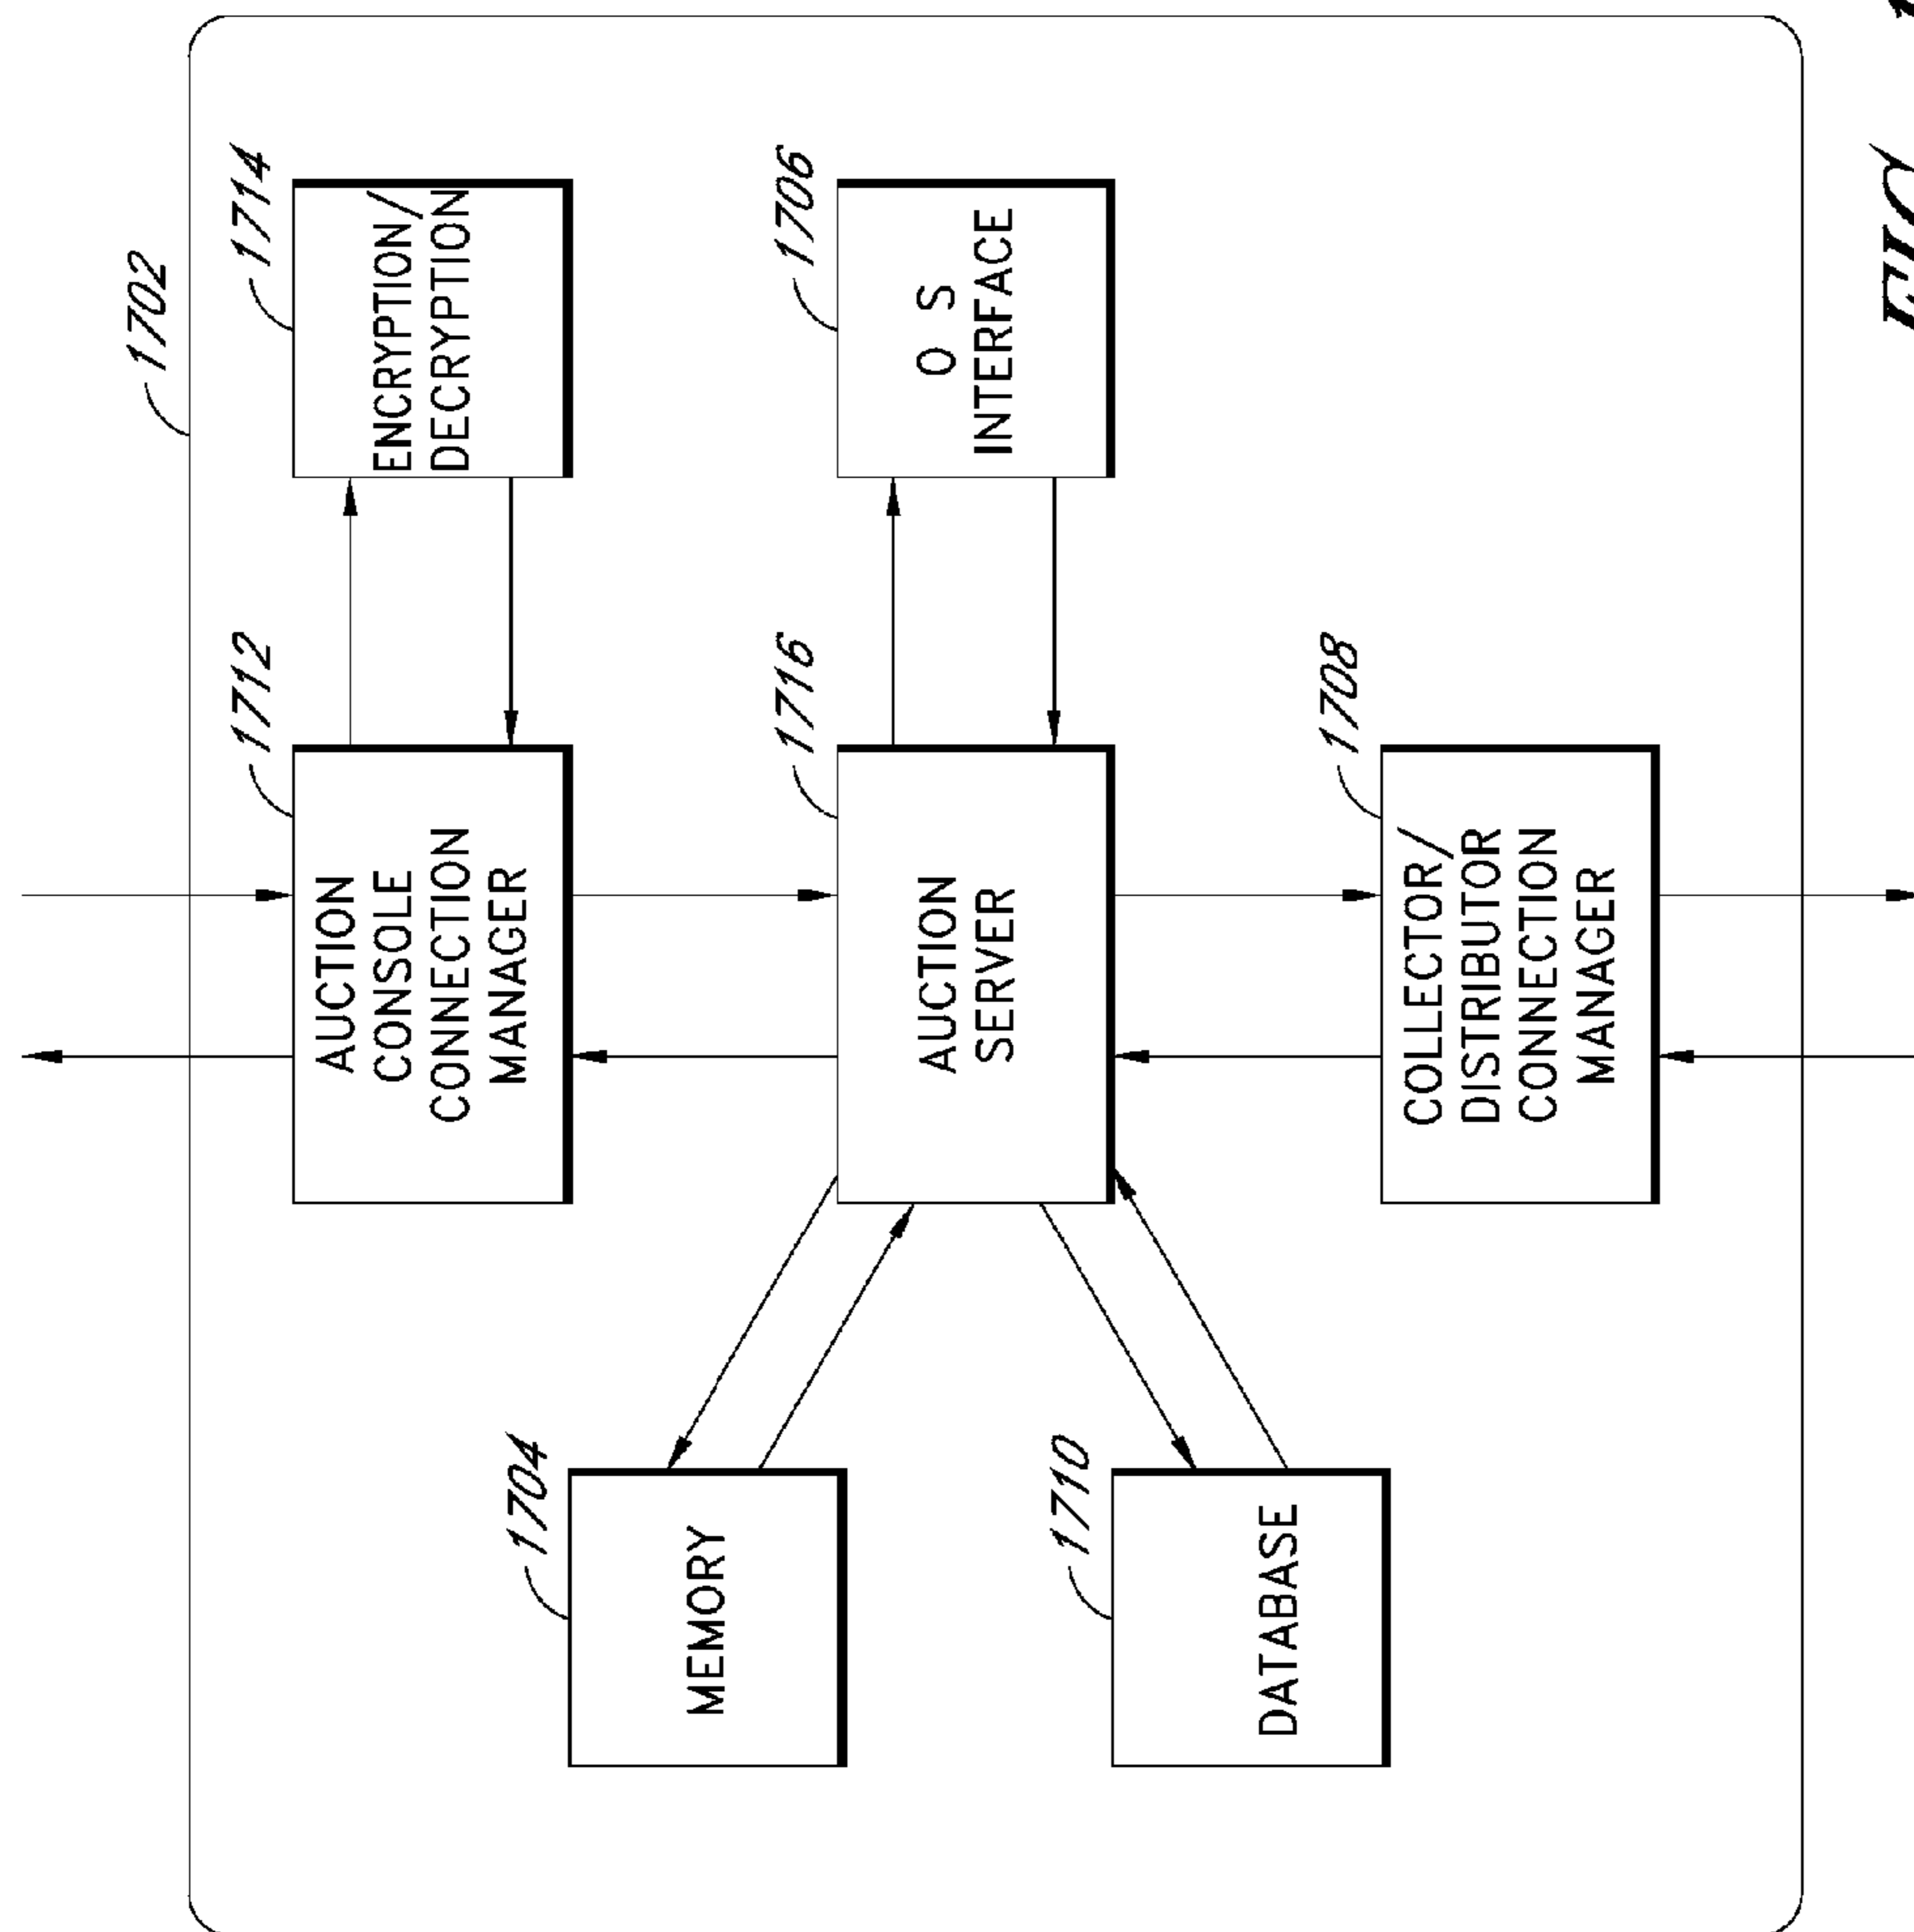 1702
1712
AUCTION
CONSOLE
CONNECTION
MANAGER
1714
ENCRYPTION/
DECRYPTION
1704
MEMORY
1716
AUCTION
SERVER
1706
O S
INTERFACE
1710
DATABASE
1708
COLLECTOR/
DISTRIBUTOR
CONNECTION
MANAGER
FIG